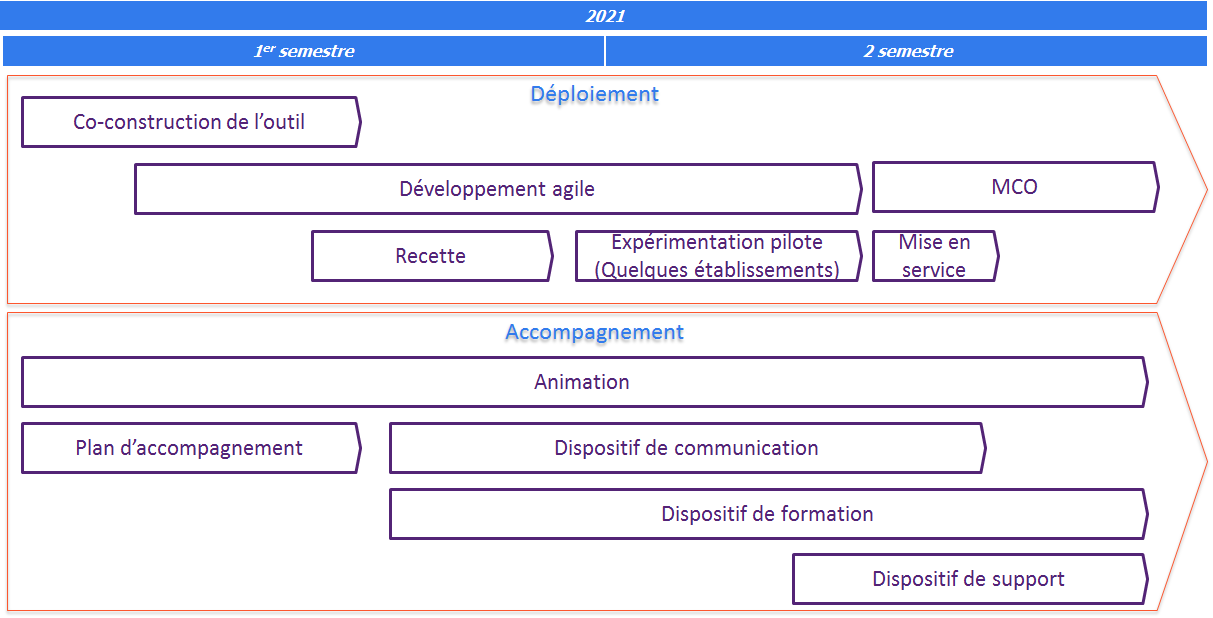 2021
1er semestre
2 semestre
Déploiement
Co-construction de l’outil
Développement agile
MCO
Recette
Expérimentation pilote
(Quelques établissements)
Mise en
service
Accompagnement
Animation
Plan d’accompagnement
Dispositif de communication
Dispositif de formation
Dispositif de support